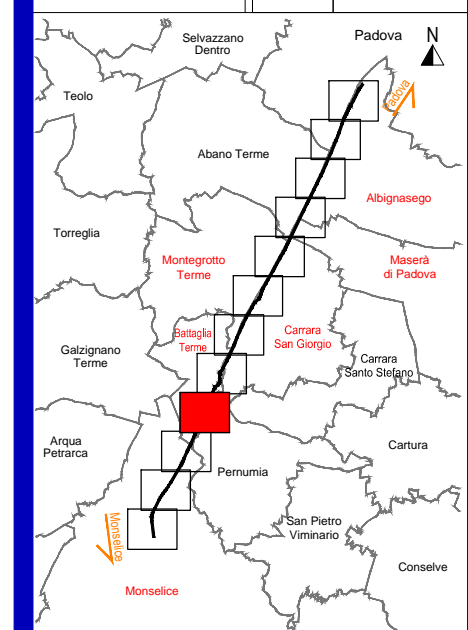 Selvazzano
Dentro
Padova
N
Teolo
Padova
Abano Terme
Albignasego
Torreglia
Montegrotto
Terme
Maserà
di Padova
Battaglia
Terme
Carrara
San Giorgio
Galzignano
Terme
Carrara
Santo Stefano
Arqua
Petrarca
Cartura
Pernumia
San Pietro
Viminario
Monselice
Conselve
Monselice